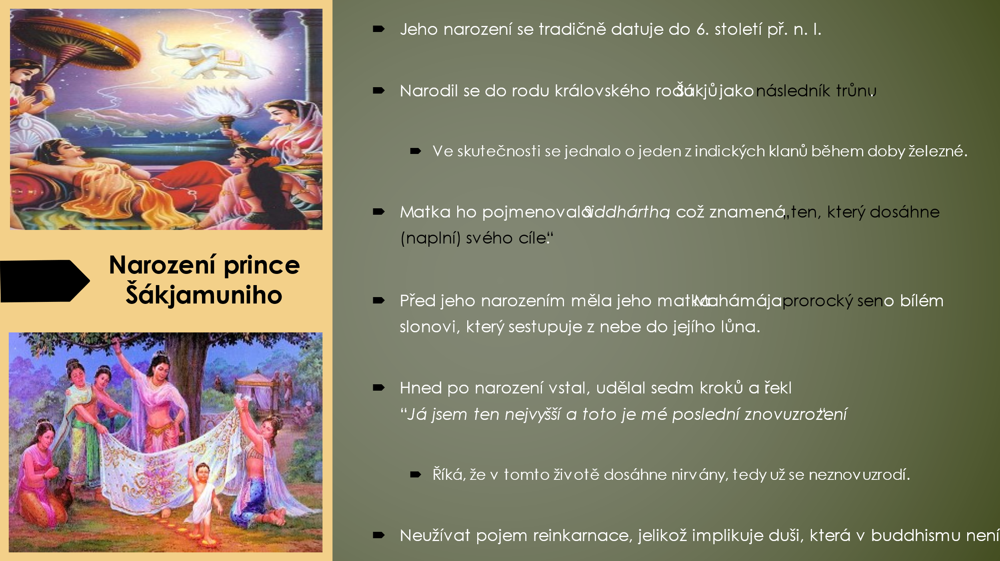 Narození prince
Šákjamuniho
Jeho narození se tradičně datuje do 6. století př. n. l.
Narodil se do rodu královského rodu Šákjů jako následník trůnu.
Ve skutečnosti se jednalo o jeden z indických klanů během doby železné.
Matka ho pojmenovala Siddhártha, což znamená „ten, který dosáhne
(naplní) svého cíle“.
Před jeho narozením měla jeho matka Mahámája prorocký sen o bílém
slonovi, který sestupuje z nebe do jejího lůna.
Hned po narození vstal, udělal sedm kroků a řekl:
“Já jsem ten nejvyšší a toto je mé poslední znovuzrození“.
Říká, že v tomto životě dosáhne nirvány, tedy už se neznovuzrodí.
Neužívat pojem reinkarnace, jelikož implikuje duši, která v buddhismu není